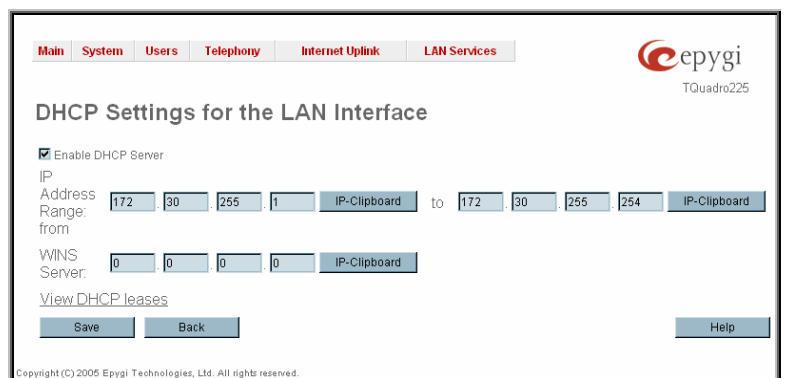 Main System Users Telephony Internet Uplink LAN Services
epygi
TQuadro225
DHCP Settings for the LAN Interface
Enable DHCP Server
IP
Address
Range:
from
172 . 30 . 255 . 1 IP-Clipboard to 172 . 30 . 255 . 254 IP-Clipboard
WINS
Server:
0 . 0 . 0 . 0 IP-Clipboard
View DHCP leases
Save Back Help
Copyright (C) 2005 Epygi Technologies, Ltd. All rights reserved.